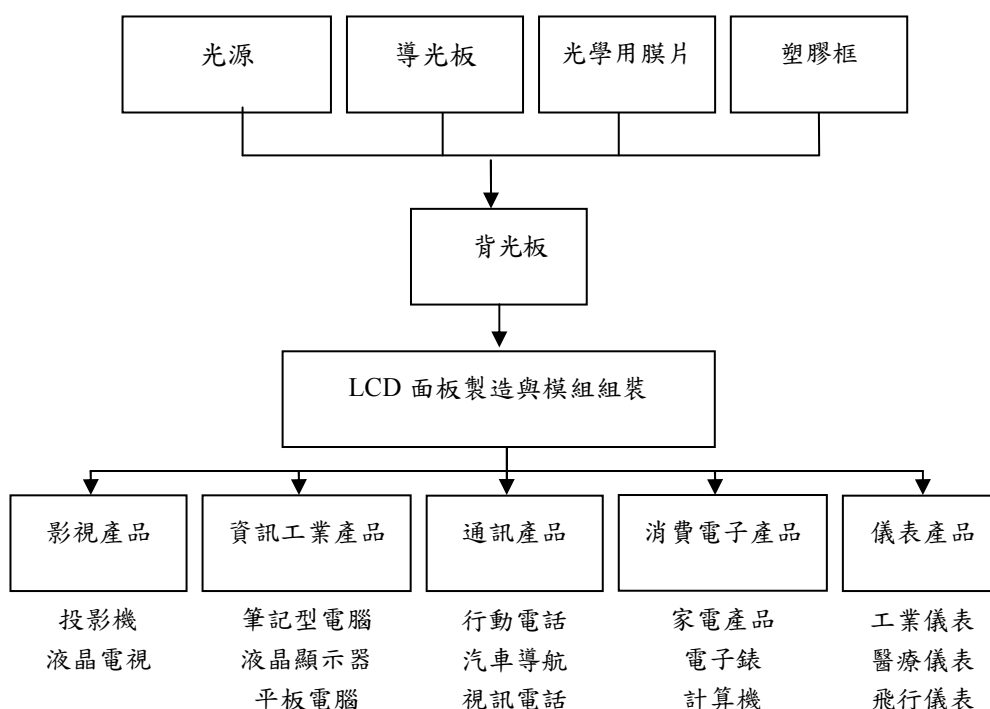 光源
導光板
光學用膜片
塑膠框
背光板
LCD 面板製造與模組組裝
影視產品
資訊工業產品
通訊產品
消費電子產品
儀表產品
投影機
筆記型電腦
行動電話
家電產品
工業儀表
液晶電視
液晶顯示器
汽車導航
電子錶
醫療儀表
平板電腦
視訊電話
計算機
飛行儀表